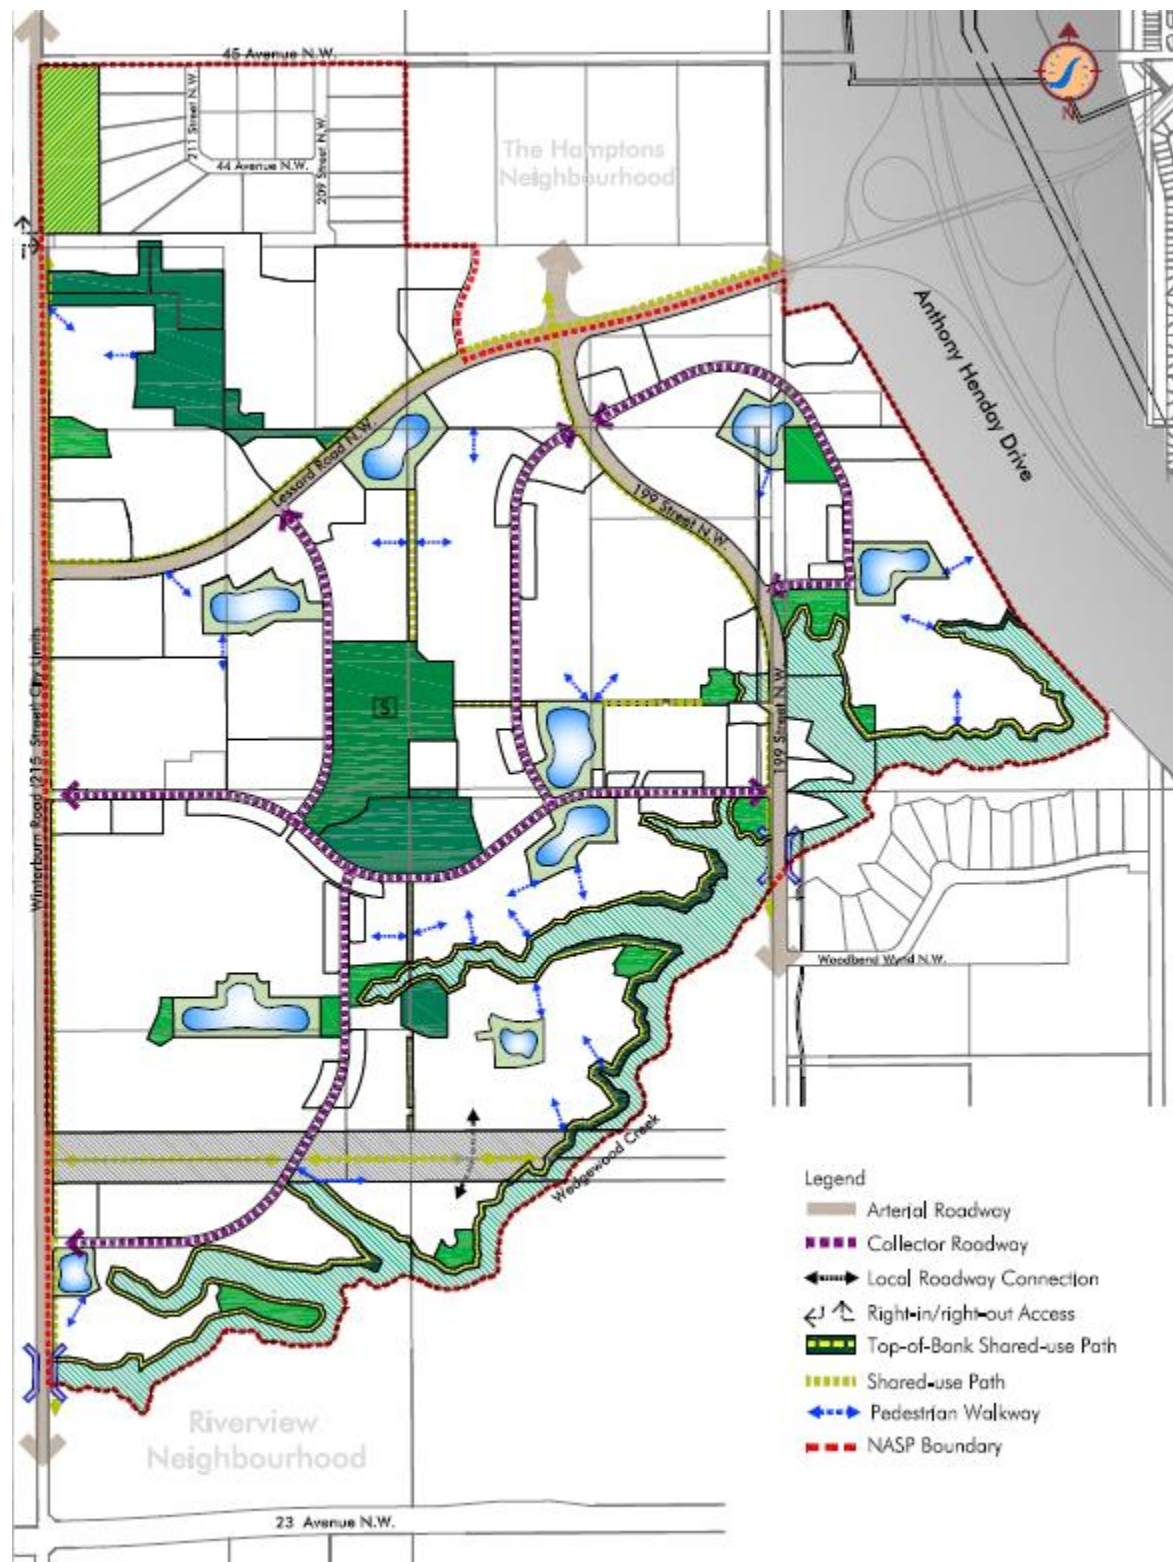 45 Avenue N.W.
211 Street N.W.
209 Street N.W.
44 Avenue N.W.
The Hamptons
Neighbourhood
N
Anthony Henday Drive
Lessard Road N.W.
199 Street N.W.
S
Winterburn Road (215 Street City Limits
199 Street N.W.
Woodbend Wynd N.W.
Wedgewood Creek
Legend
Arterial Roadway
Collector Roadway
Local Roadway Connection
Right-in/right-out Access
Top-of-Bank Shared-use Path
Shared-use Path
Pedestrian Walkway
NASP Boundary
Riverview
Neighbourhood
23 Avenue N.W.